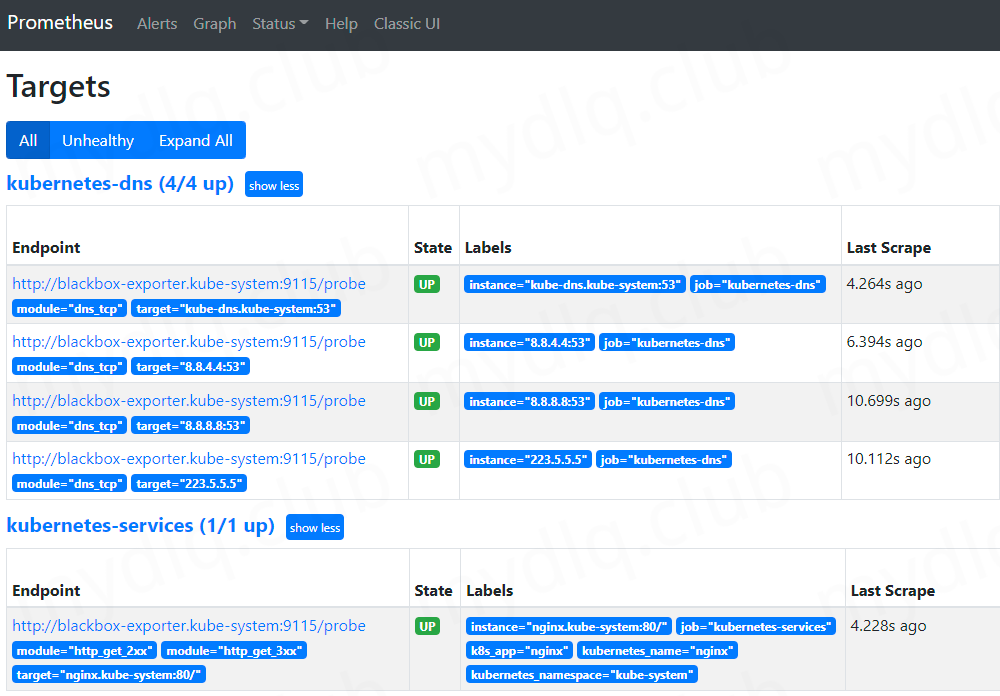 Prometheus Alerts Graph Status Help Classic UI
Targets
All Unhealthy Expand All
kubernetes-dns (4/4 up) show less
Endpoint State Labels Last Scrape
http://blackbox-exporter.kube-system:9115/probe UP instance="kube-dns.kube-system:53" job="kubernetes-dns" 4.264s ago
module="dns_tcp" target="kube-dns.kube-system:53"
http://blackbox-exporter.kube-system:9115/probe UP instance="8.8.4.4:53" job="kubernetes-dns" 6.394s ago
module="dns_tcp" target="8.8.4.4:53"
http://blackbox-exporter.kube-system:9115/probe UP instance="8.8.8.8:53" job="kubernetes-dns" 10.699s ago
module="dns_tcp" target="8.8.8.8:53"
http://blackbox-exporter.kube-system:9115/probe UP instance="223.5.5.5" job="kubernetes-dns" 10.112s ago
module="dns_tcp" target="223.5.5.5"
kubernetes-services (1/1 up) show less
Endpoint State Labels Last Scrape
http://blackbox-exporter.kube-system:9115/probe UP instance="nginx.kube-system:80/" job="kubernetes-services" 4.228s ago
module="http_get_2xx" module="http_get_3xx" k8s_app="nginx" kubernetes_name="nginx"
target="nginx.kube-system:80/" kubernetes_namespace="kube-system"
mydlq.club